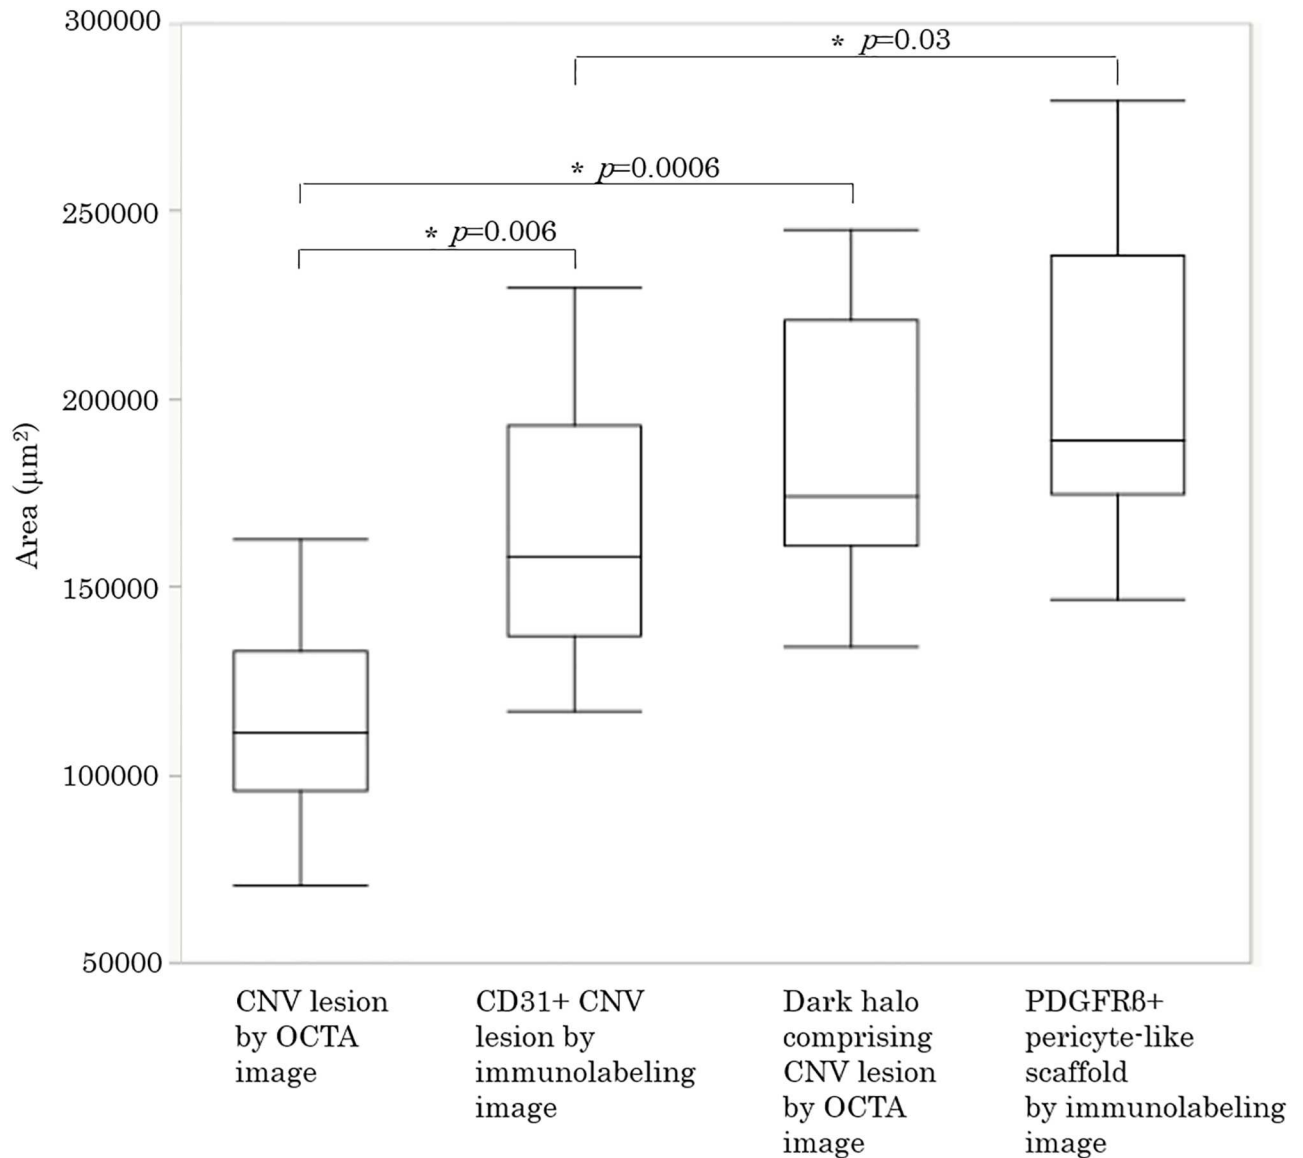 300000
* p=0.03
* p=0.0006
250000
* p=0.006
200000
Area (μm²)
150000
100000
50000
CNV lesion
by OCTA
image
CD31+ CNV
lesion by
immunolabeling
image
Dark halo
comprising
CNV lesion
by OCTA
image
PDGFRβ+
pericyte-like
scaffold
by immunolabeling
image